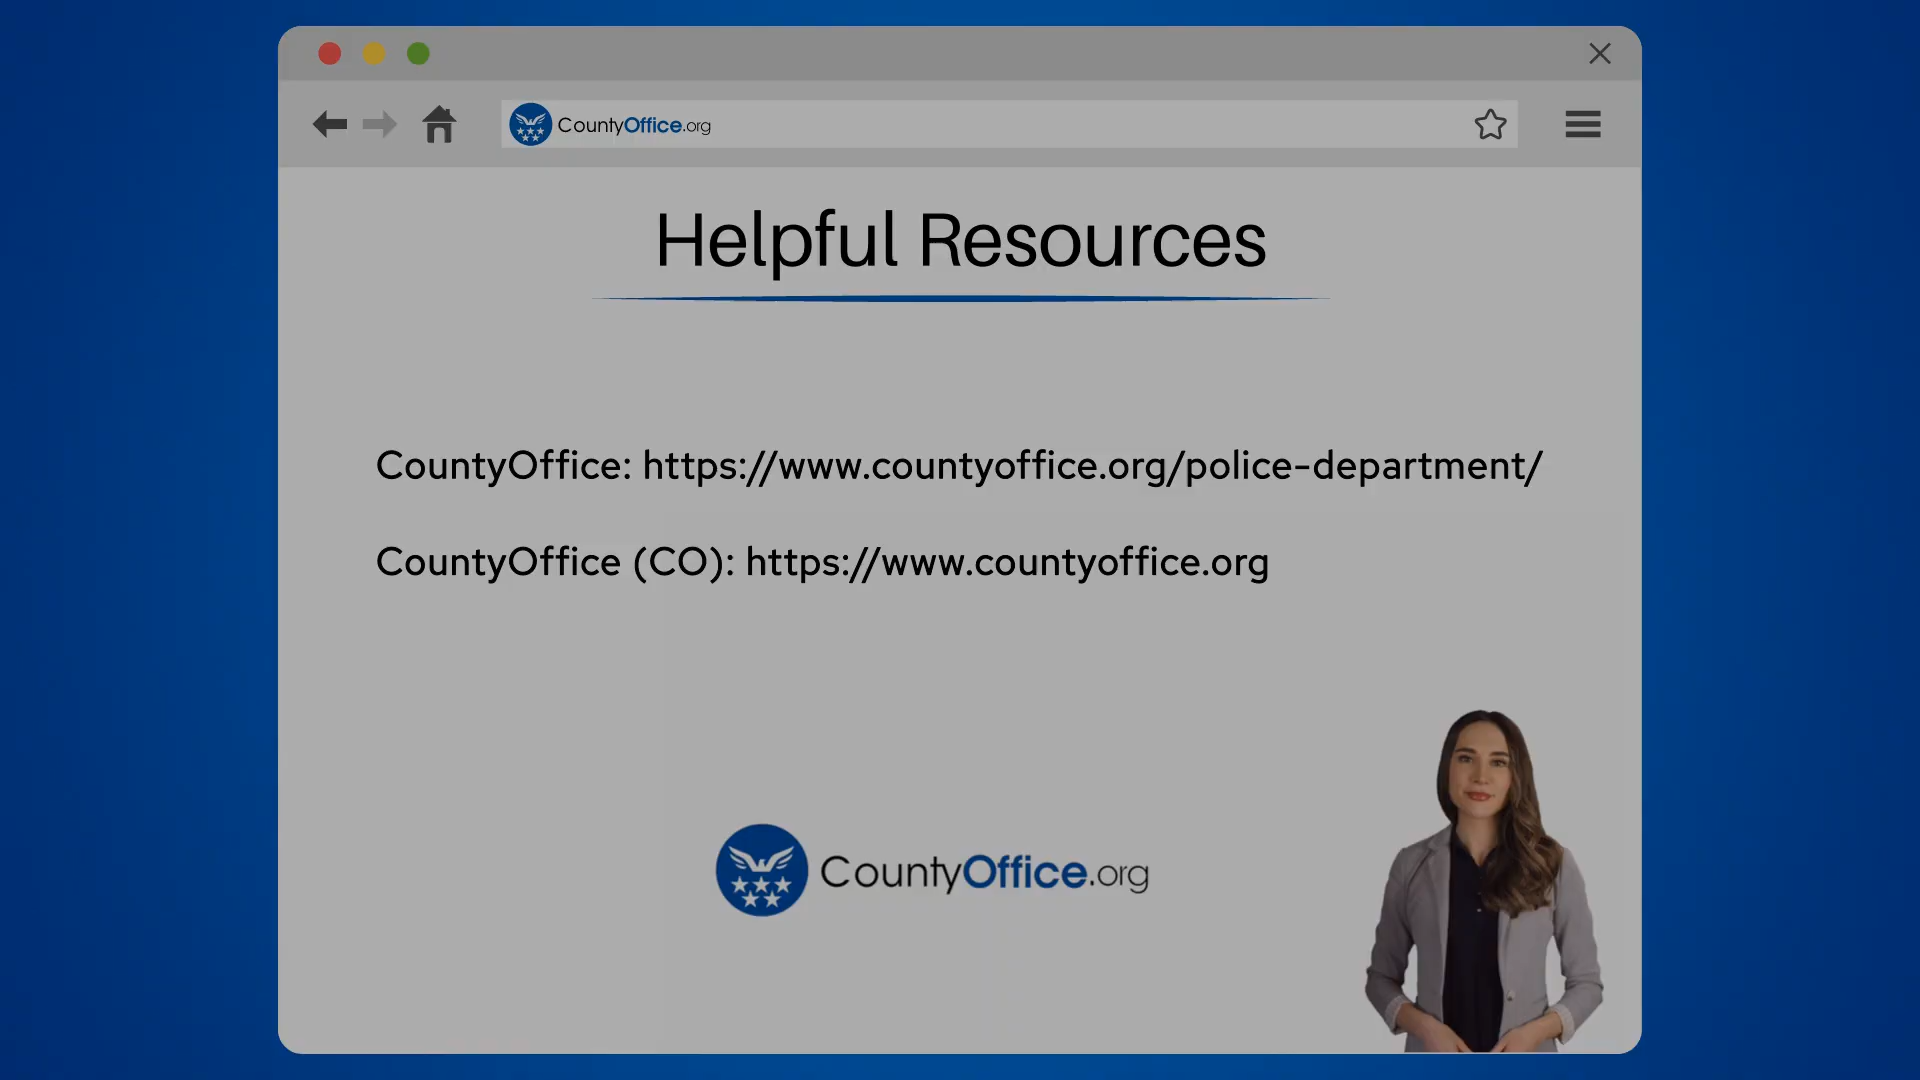 CountyOffice.org
Helpful Resources
CountyOffice: https://www.countyoffice.org/police-department/
CountyOffice (CO): https://www.countyoffice.org
CountyOffice.org